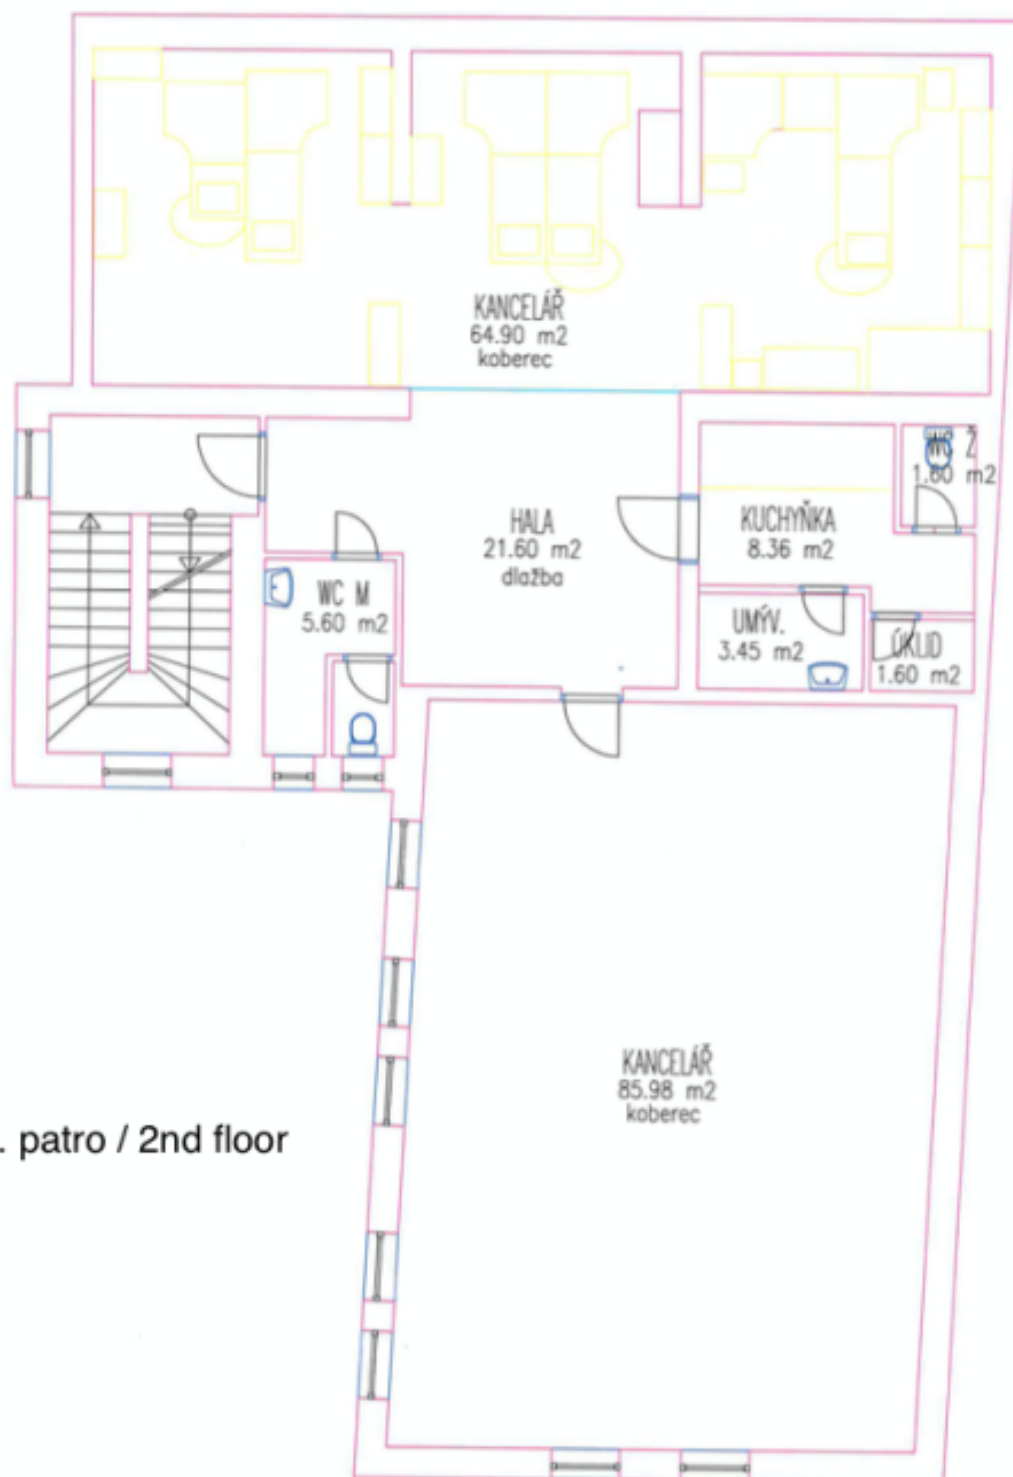 KANCELÁŘ
64.90 m2
koberec
WC Ž
1.60 m2
HALA
21.60 m2
dlažba
KUCHYŇKA
8.36 m2
WC M
5.60 m2
UMÝV.
3.45 m2
ÚKLID
1.60 m2
KANCELÁŘ
85.98 m2
koberec
. patro / 2nd floor